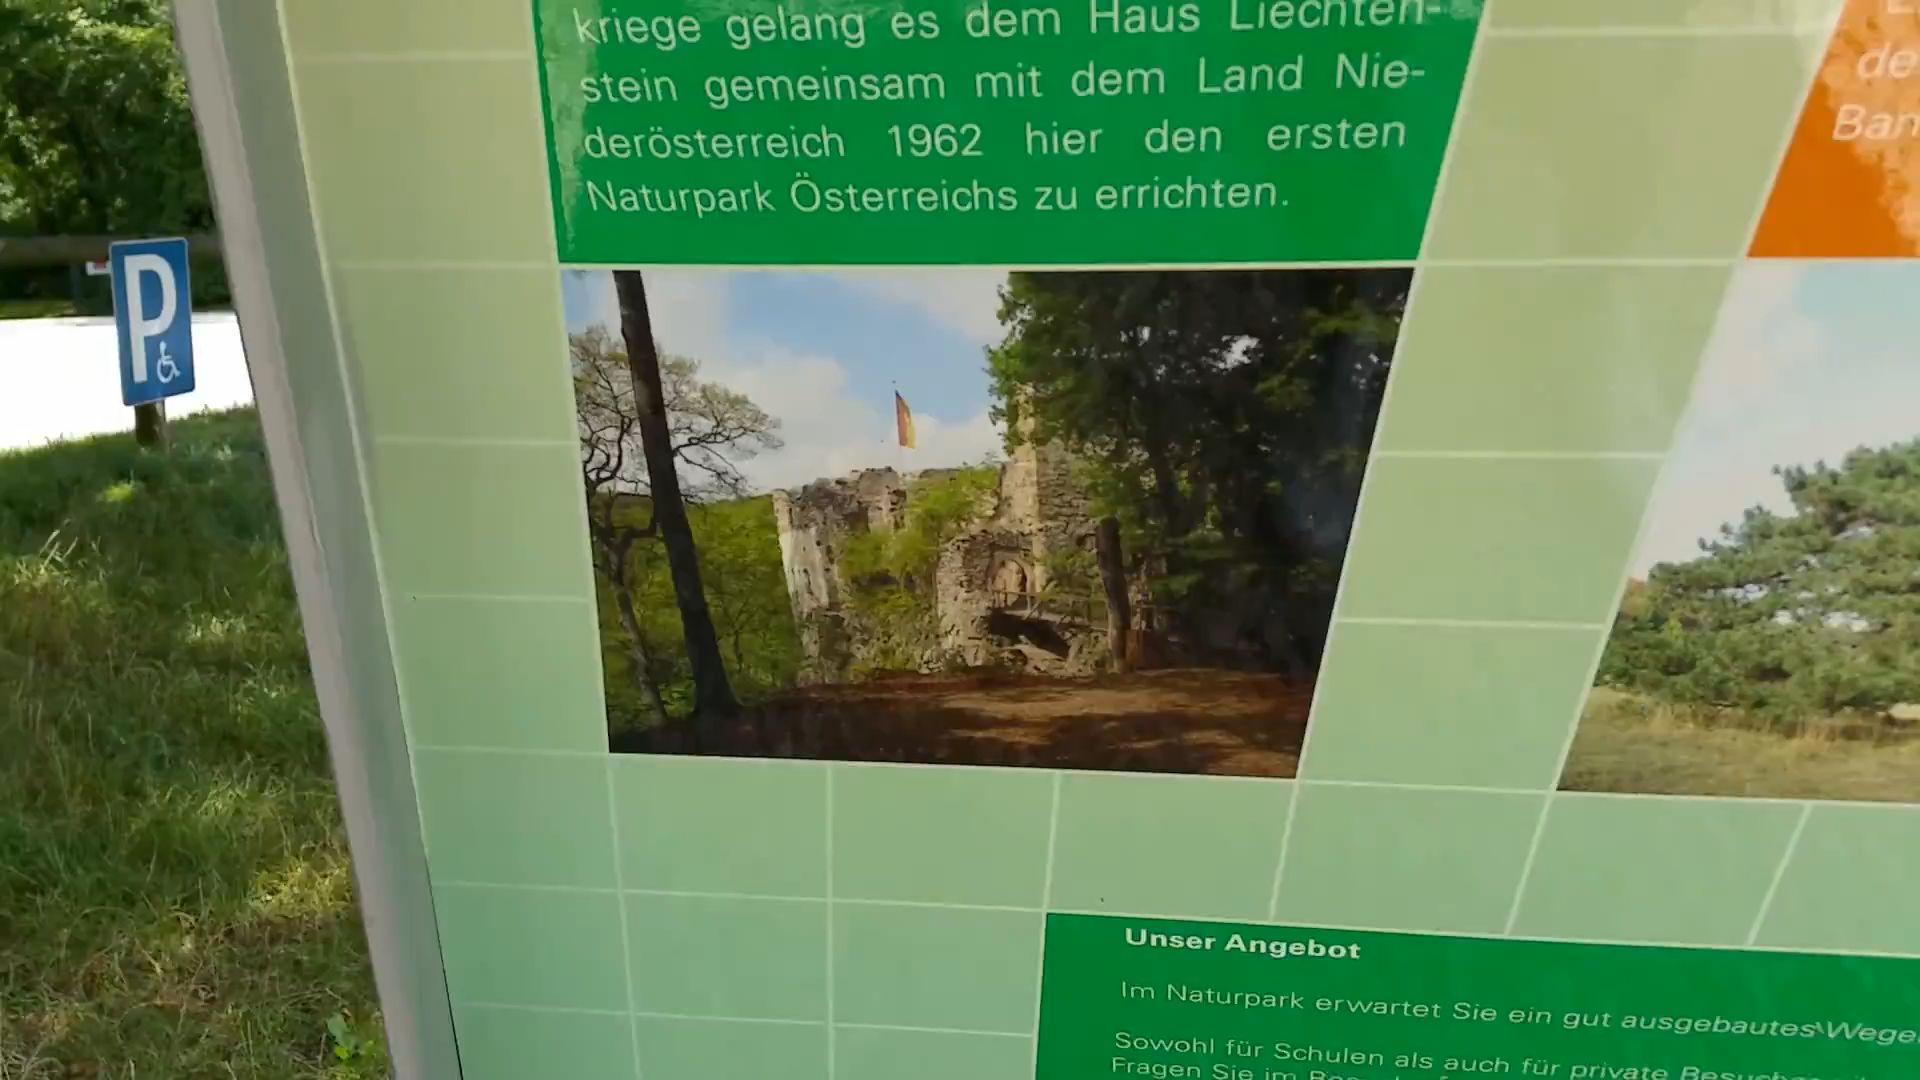 kriege gelang es dem Haus Liechten-
stein gemeinsam mit dem Land Nie-
derösterreich 1962 hier den ersten
Naturpark Österreichs zu errichten.
de
Ban
P
Unser Angebot
Im Naturpark erwartet Sie ein gut ausgebautes Wege
Sowohl für Schulen als auch für private
Fragen Sie im